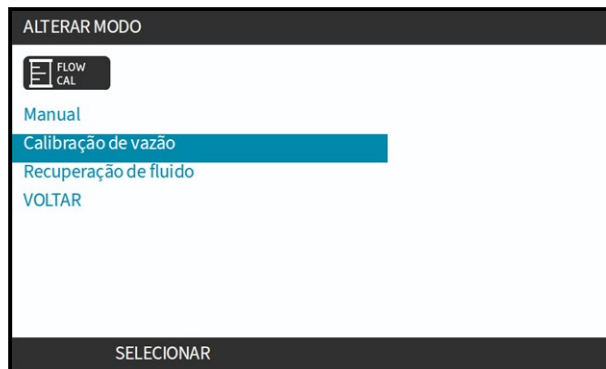 ALTERAR MODO
FLOW
CAL
Manual
Calibração de vazão
Recuperação de fluido
VOLTAR
SELECIONAR